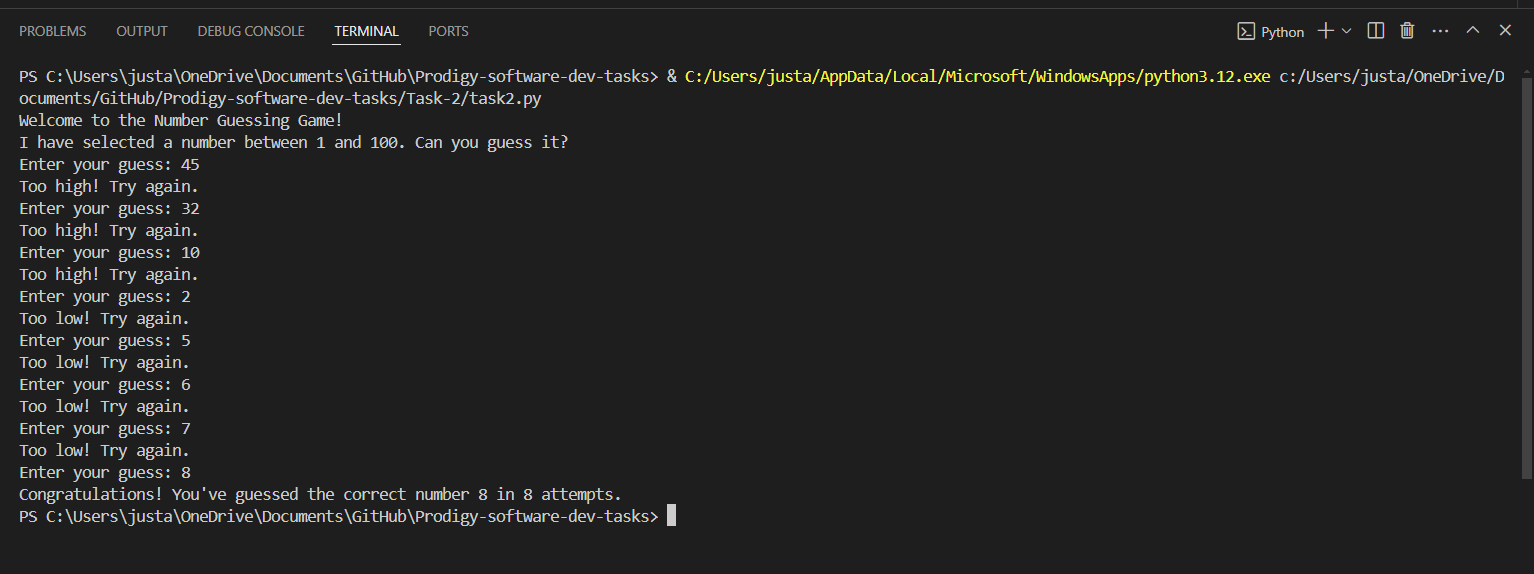 PROBLEMS OUTPUT DEBUG CONSOLE TERMINAL PORTS Python
PS C:\Users\justa\OneDrive\Documents\GitHub\Prodigy-software-dev-tasks> & C:/Users/justa/AppData/Local/Microsoft/WindowsApps/python3.12.exe c:/Users/justa/OneDrive/D
ocuments/GitHub/Prodigy-software-dev-tasks/Task-2/task2.py
Welcome to the Number Guessing Game!
I have selected a number between 1 and 100. Can you guess it?
Enter your guess: 45
Too high! Try again.
Enter your guess: 32
Too high! Try again.
Enter your guess: 10
Too high! Try again.
Enter your guess: 2
Too low! Try again.
Enter your guess: 5
Too low! Try again.
Enter your guess: 6
Too low! Try again.
Enter your guess: 7
Too low! Try again.
Enter your guess: 8
Congratulations! You've guessed the correct number 8 in 8 attempts.
PS C:\Users\justa\OneDrive\Documents\GitHub\Prodigy-software-dev-tasks>